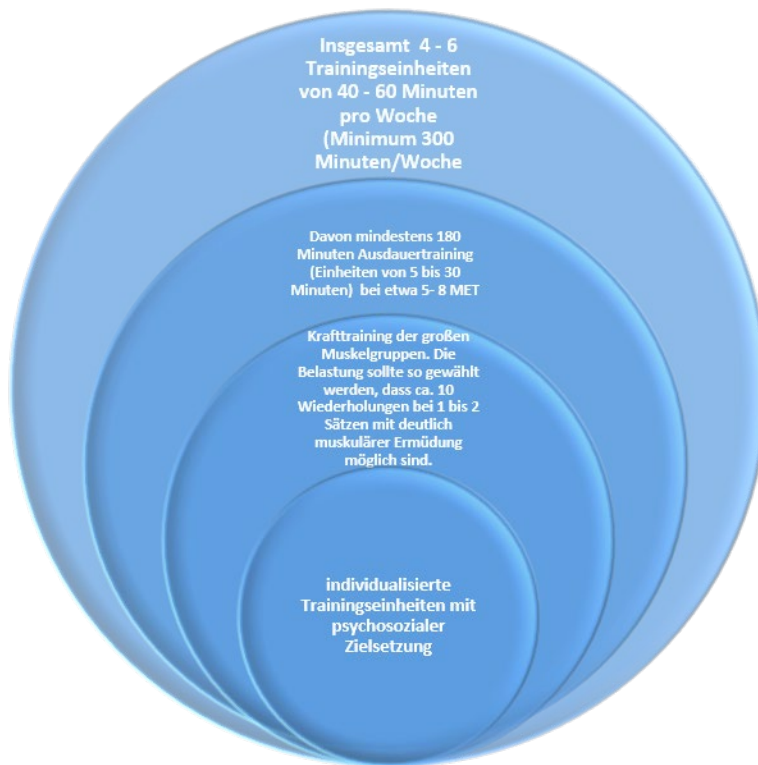 Insgesamt 4 - 6
Trainingseinheiten
von 40 - 60 Minuten
pro Woche
(Minimum 300
Minuten/Woche
Davon mindestens 180
Minuten Ausdauertraining
(Einheiten von 5 bis 30
Minuten) bei etwa 5- 8 MET
Krafttraining der großen
Muskelgruppen. Die
Belastung sollte so gewählt
werden, dass ca. 10
Wiederholungen bei 1 bis 2
Sätzen mit deutlich
muskulärer Ermüdung
möglich sind.
individualisierte
Trainingseinheiten mit
psychosozialer
Zielsetzung